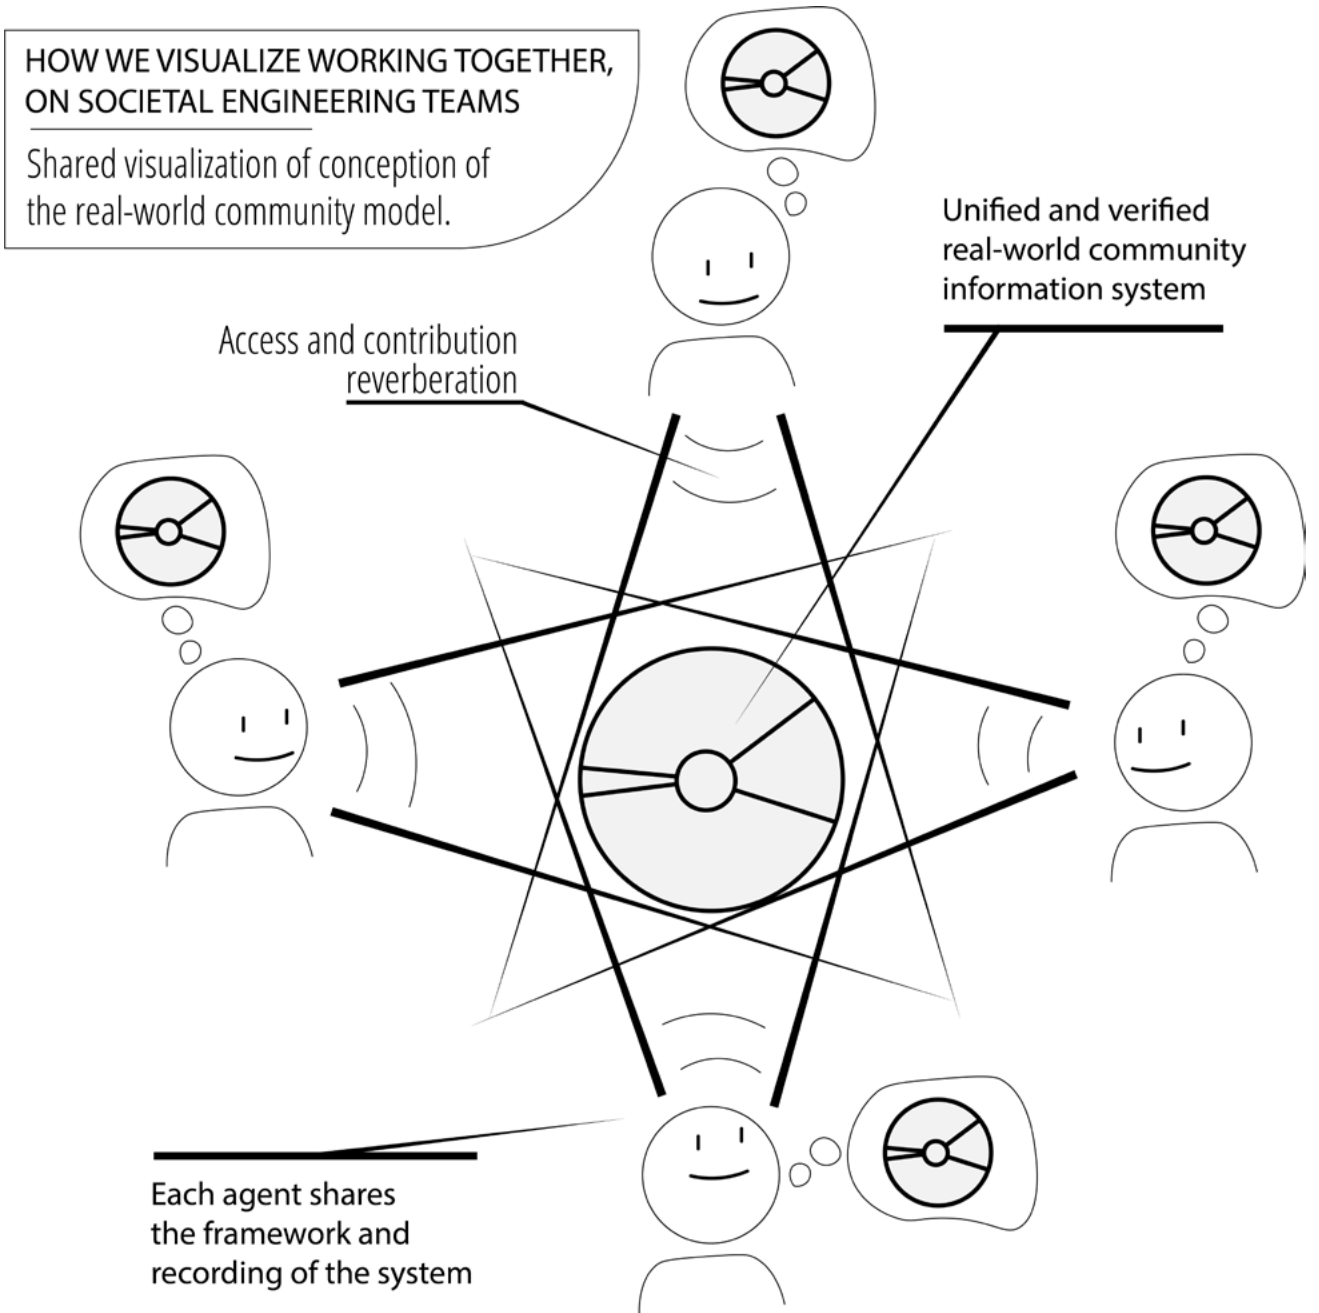 HOW WE VISUALIZE WORKING TOGETHER,
ON SOCIETAL ENGINEERING TEAMS
Shared visualization of conception of
the real-world community model.
Unified and verified
real-world community
information system
Access and contribution
reverberation
Each agent shares
the framework and
recording of the system